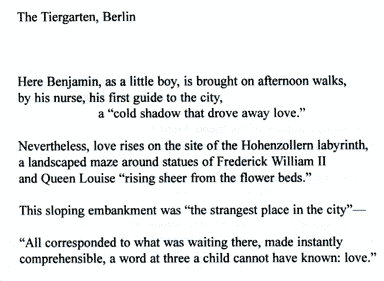 The Tiergarten, Berlin
Here Benjamin, as a little boy, is brought on afternoon walks,
by his nurse, his first guide to the city,
a “cold shadow that drove away love.”
Nevertheless, love rises on the site of the Hohenzollern labyrinth,
a landscaped maze around statues of Frederick William II
and Queen Louise “rising sheer from the flower beds.”
This sloping embankment was “the strangest place in the city”—
“All corresponded to what was waiting there, made instantly
comprehensible, a word at three a child cannot have known: love.”